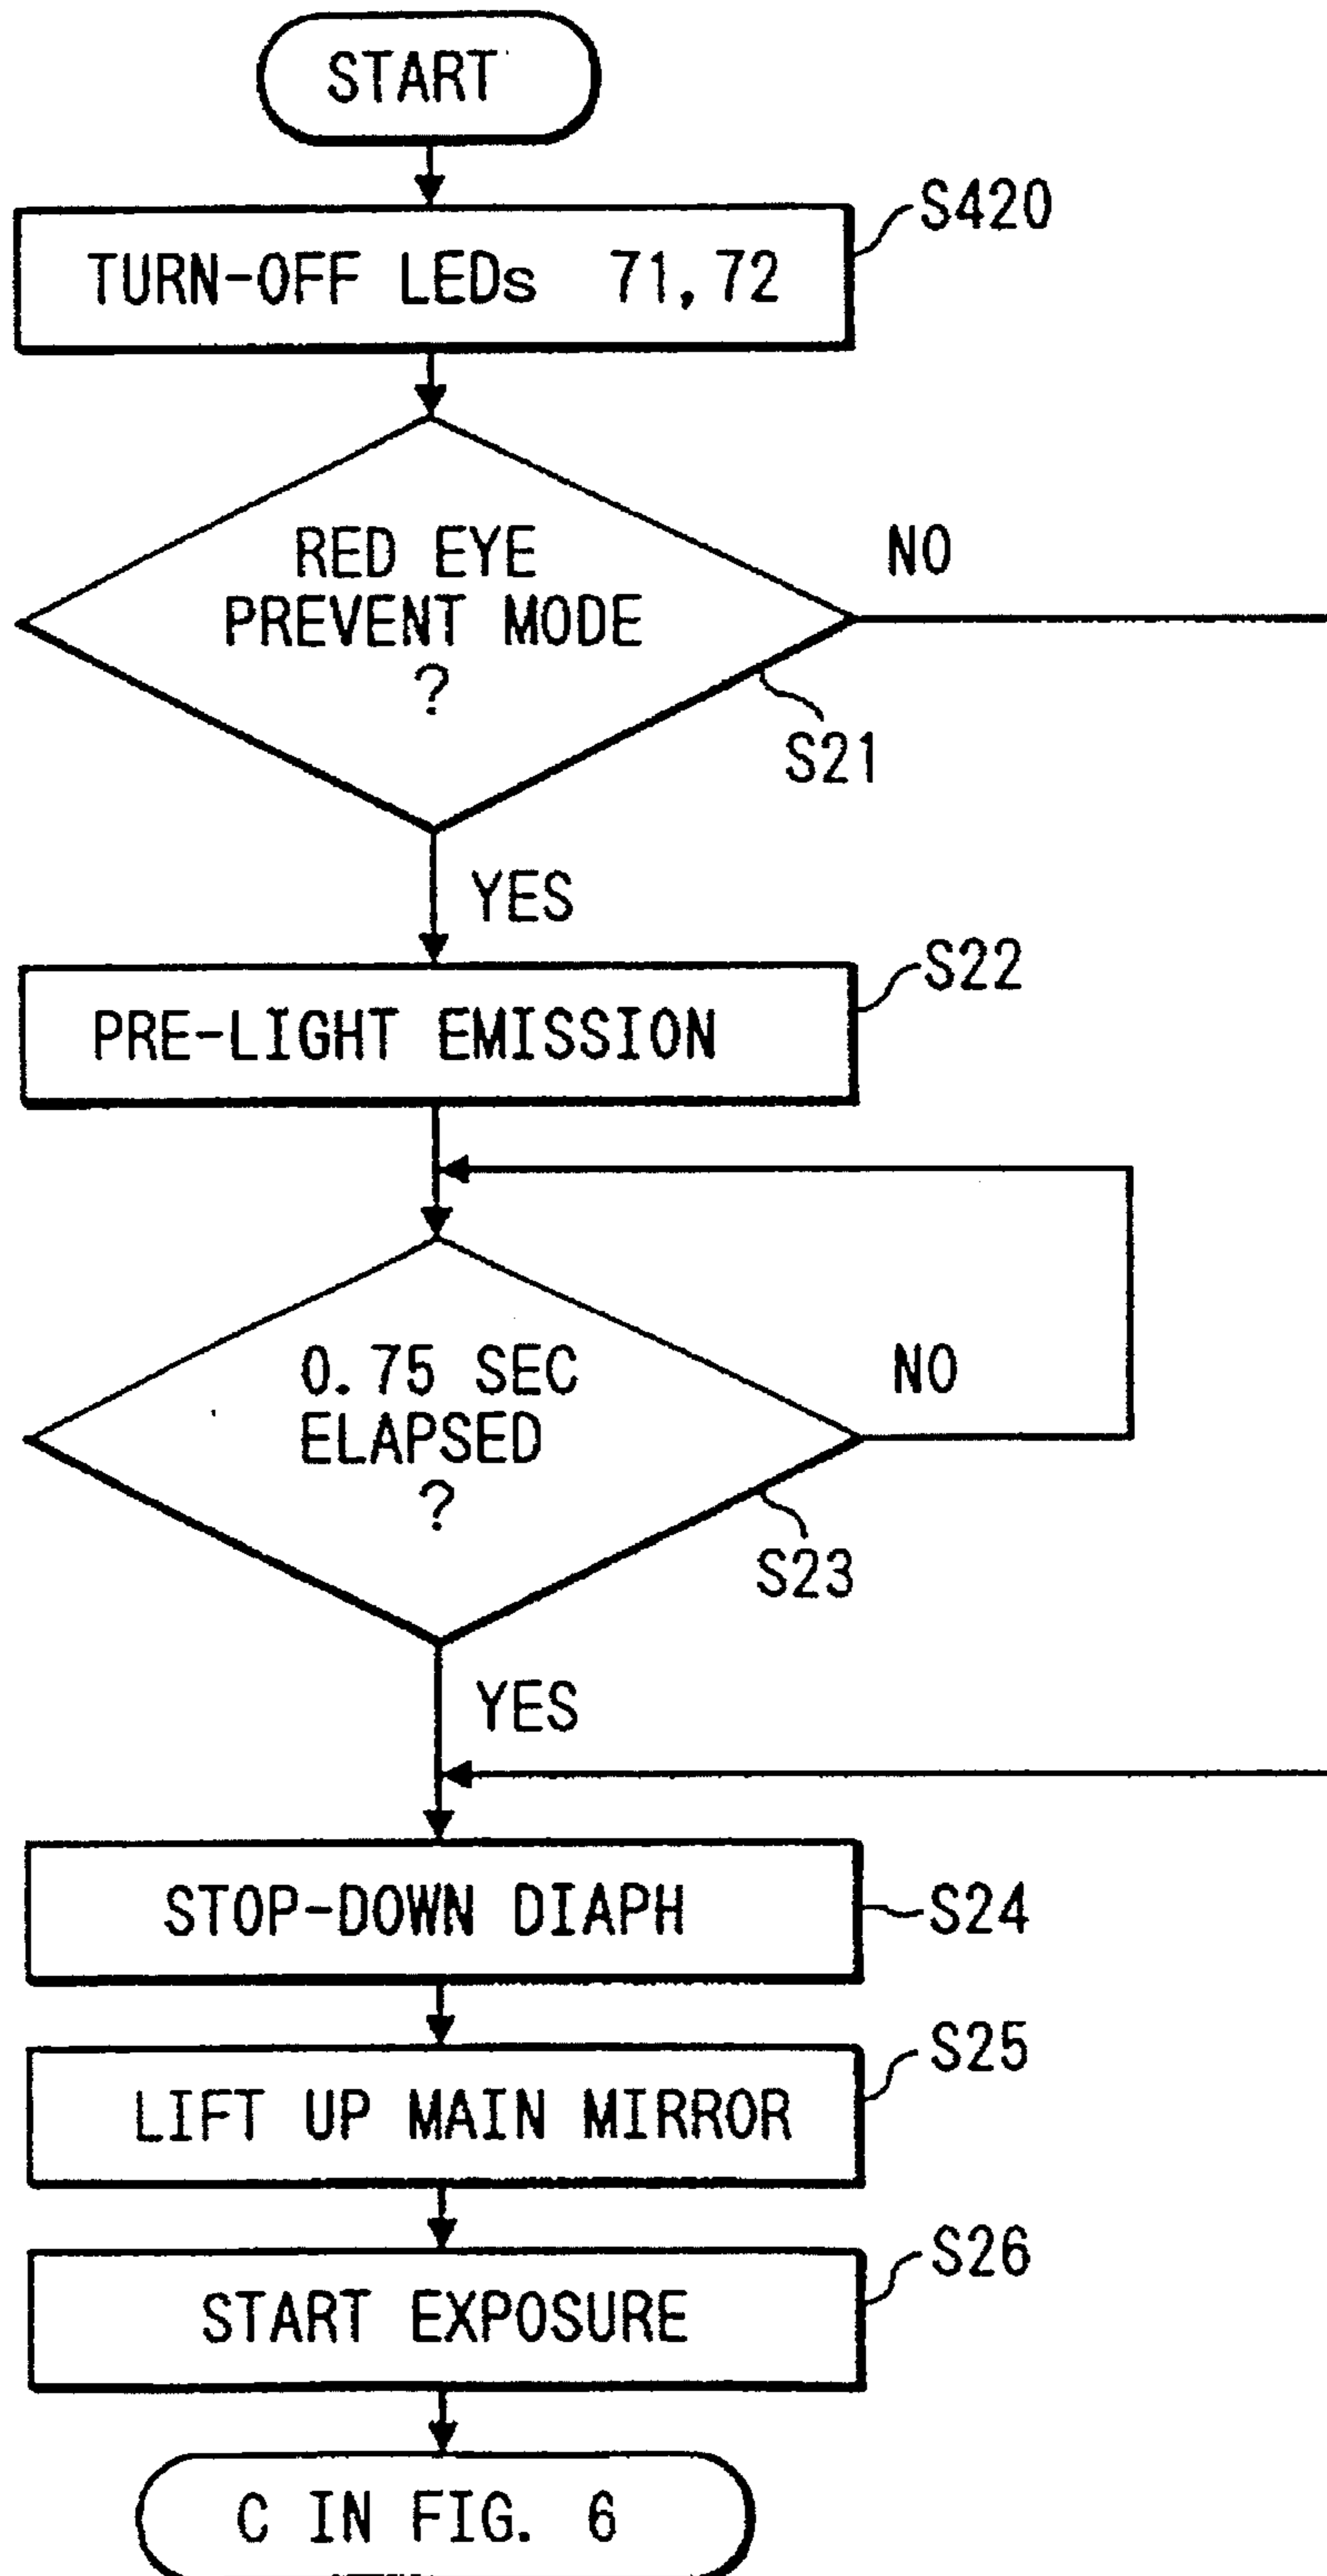 START
S420
TURN-OFF LEDs 71, 72
RED EYE
PREVENT MODE
?
NO
S21
YES
S22
PRE-LIGHT EMISSION
0.75 SEC
ELAPSED
?
NO
S23
YES
STOP-DOWN DIAPH
S24
S25
LIFT UP MAIN MIRROR
S26
START EXPOSURE
C IN FIG. 6